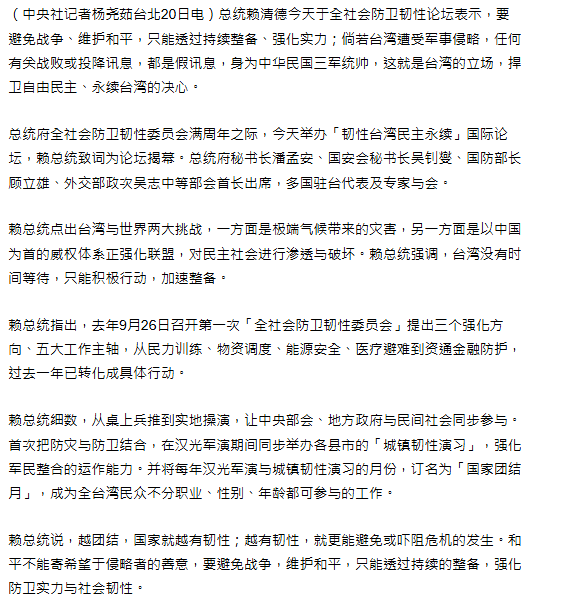 （中央社记者杨尧茹台北20日电）总统赖清德今天于全社会防卫韧性论坛表示，要
避免战争、维护和平，只能透过持续整备、强化实力；倘若台湾遭受军事侵略，任何
有关战败或投降讯息，都是假讯息，身为中华民国三军统帅，这就是台湾的立场，捍
卫自由民主、永续台湾的决心。
总统府全社会防卫韧性委员会满周年之际，今天举办「韧性台湾民主永续」国际论
坛，赖总统致词为论坛揭幕。总统府秘书长潘孟安、国安会秘书长吴钊燮、国防部长
顾立雄、外交部政次吴志中等部会首长出席，多国驻台代表及专家与会。
赖总统点出台湾与世界两大挑战，一方面是极端气候带来的灾害，另一方面是以中国
为首的威权体系正强化联盟，对民主社会进行渗透与破坏。赖总统强调，台湾没有时
间等待，只能积极行动，加速整备。
赖总统指出，去年9月26日召开第一次「全社会防卫韧性委员会」提出三个强化方
向、五大工作主轴，从民力训练、物资调度、能源安全、医疗避难到资通金融防护，
过去一年已转化成具体行动。
赖总统细数，从桌上兵推到实地操演，让中央部会、地方政府与民间社会同步参与。
首次把防灾与防卫结合，在汉光军演期间同步举办各县市的「城镇韧性演习」，强化
军民整合的运作能力。并将每年汉光军演与城镇韧性演习的月份，订名为「国家团结
月」，成为全台湾民众不分职业、性别、年龄都可参与的工作。
赖总统说，越团结，国家就越有韧性；越有韧性，就更能避免或吓阻危机的发生。和
平不能寄希望于侵略者的善意，要避免战争，维护和平，只能透过持续的整备，强化
防卫实力与社会韧性。